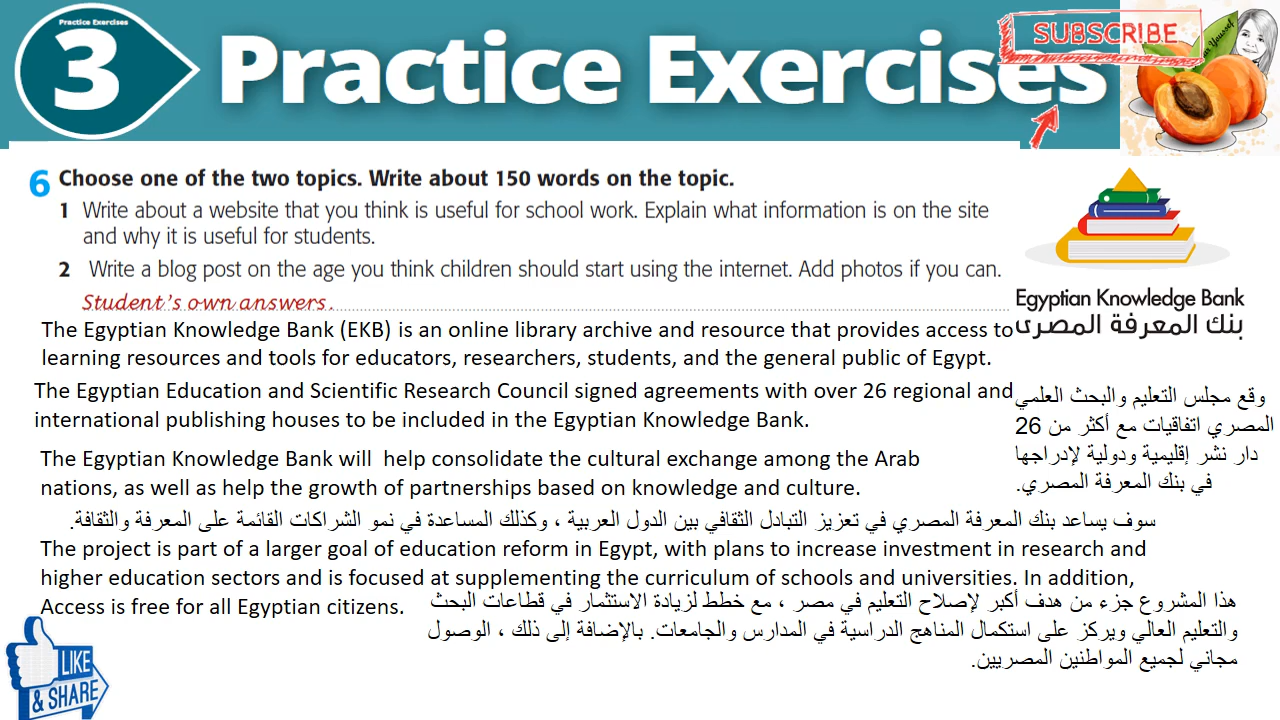 Practice Exercises
3
Practice Exercises
SUBSCRIBE
Youssef
6 Choose one of the two topics. Write about 150 words on the topic.
1 Write about a website that you think is useful for school work. Explain what information is on the site
and why it is useful for students.
2 Write a blog post on the age you think children should start using the internet. Add photos if you can.
Student's own answers.
Egyptian Knowledge Bank
بنك المعرفة المصري
The Egyptian Knowledge Bank (EKB) is an online library archive and resource that provides access to
learning resources and tools for educators, researchers, students, and the general public of Egypt.
The Egyptian Education and Scientific Research Council signed agreements with over 26 regional and
international publishing houses to be included in the Egyptian Knowledge Bank.
وقع مجلس التعليم والبحث العلمي
المصري اتفاقيات مع أكثر من 26
دار نشر إقليمية ودولية لإدراجها
في بنك المعرفة المصري.
The Egyptian Knowledge Bank will help consolidate the cultural exchange among the Arab
nations, as well as help the growth of partnerships based on knowledge and culture.
سوف يساعد بنك المعرفة المصري في تعزيز التبادل الثقافي بين الدول العربية ، وكذلك المساعدة في نمو الشراكات القائمة على المعرفة والثقافة.
The project is part of a larger goal of education reform in Egypt, with plans to increase investment in research and
higher education sectors and is focused at supplementing the curriculum of schools and universities. In addition,
Access is free for all Egyptian citizens.
هذا المشروع جزء من هدف أكبر لإصلاح التعليم في مصر ، مع خطط لزيادة الاستثمار في قطاعات البحث
والتعليم العالي ويركز على استكمال المناهج الدراسية في المدارس والجامعات. بالإضافة إلى ذلك ، الوصول
مجاني لجميع المواطنين المصريين.
LIKE
& SHARE